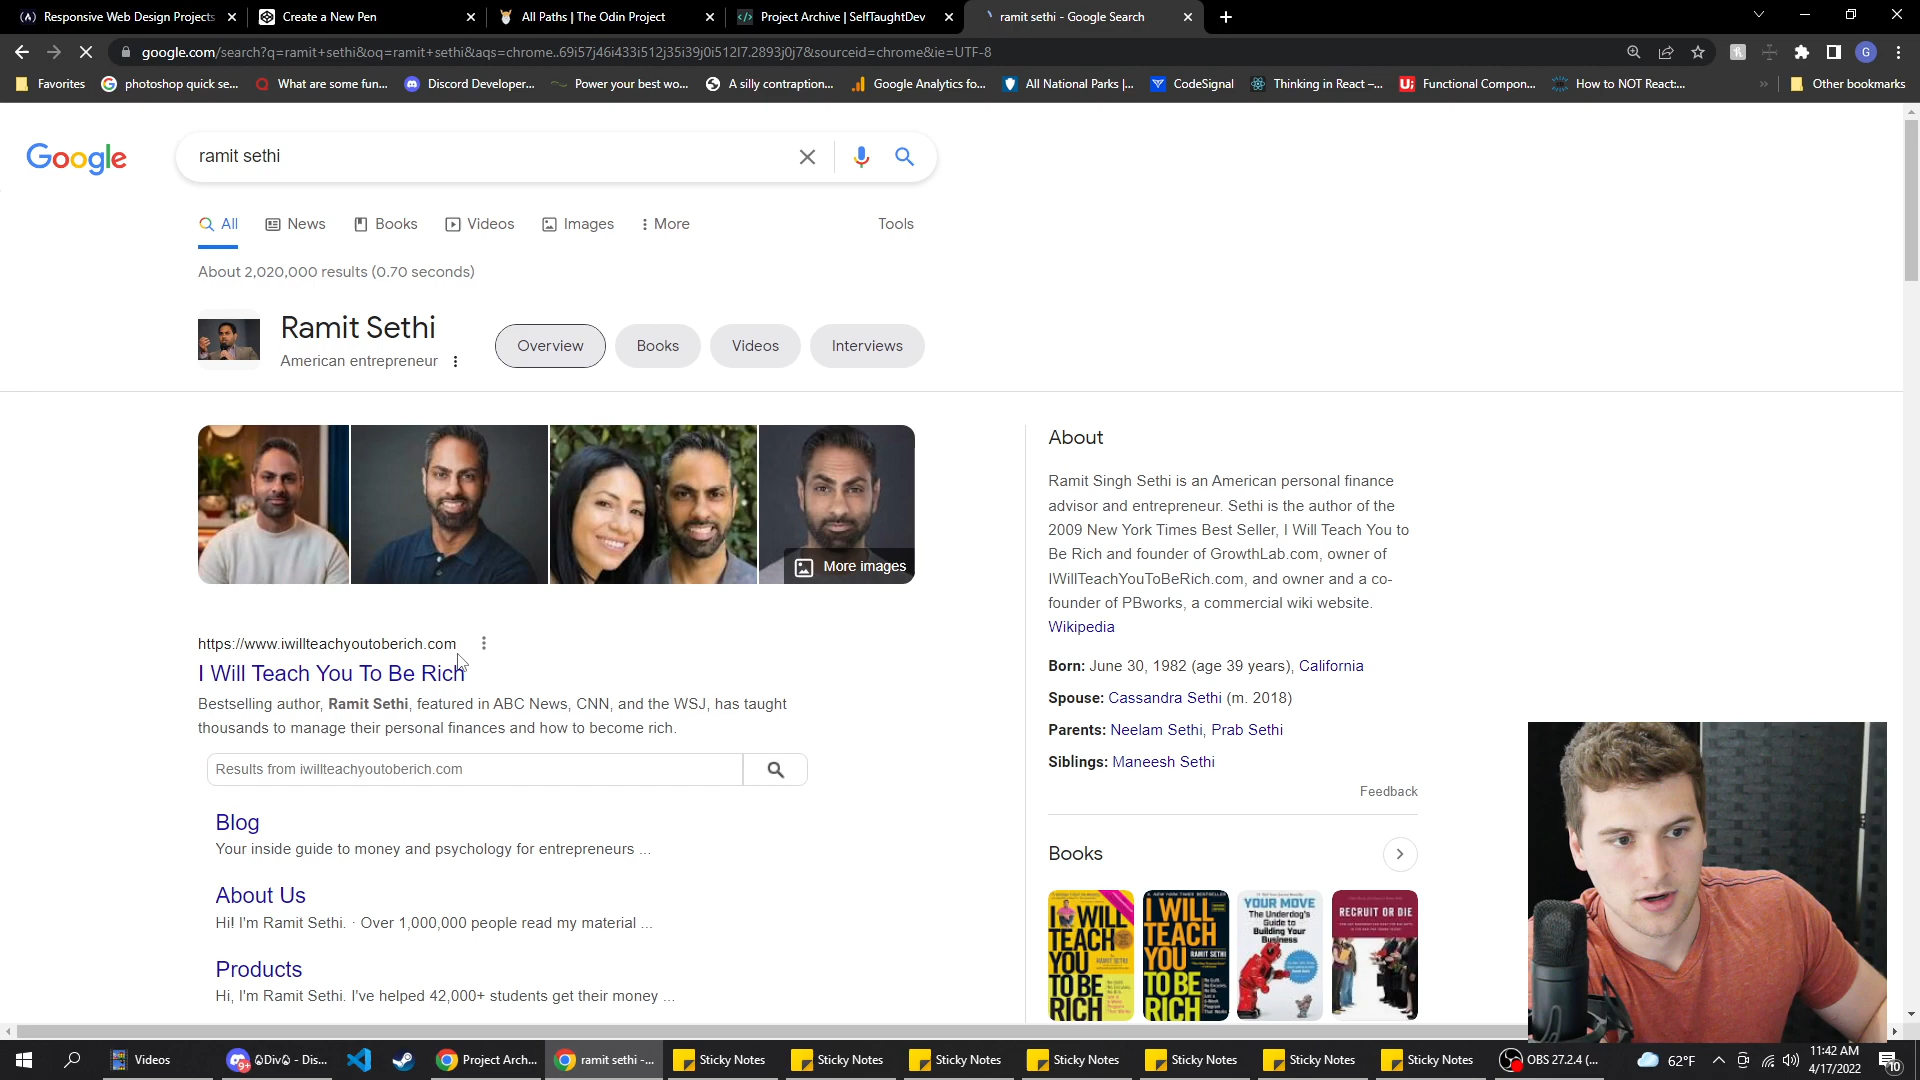 Responsive Web Design Projects
Create a New Pen
All Paths | The Odin Project
Project Archive | SelfTaughtDev
ramit sethi - Google Search
google.com/search?q=ramit+sethi&oq=ramit+sethi&aqs=chrome..69i57j46i433i512j35i39j0i512l7.2893j0j7&sourceid=chrome&ie=UTF-8
G
Favorites
photoshop quick se...
What are some fun...
Discord Developer...
Power your best wo...
A silly contraption...
Google Analytics fo...
All National Parks |...
CodeSignal
Thinking in React –...
Functional Compon...
How to NOT React:...
Other bookmarks
Google
ramit sethi
All
News
Books
Videos
Images
More
Tools
About 2,020,000 results (0.70 seconds)
Ramit Sethi
American entrepreneur
Overview
Books
Videos
Interviews
More images
About
Ramit Singh Sethi is an American personal finance
advisor and entrepreneur. Sethi is the author of the
2009 New York Times Best Seller, I Will Teach You to
Be Rich and founder of GrowthLab.com, owner of
IWillTeachYouToBeRich.com, and owner and a co-
founder of PBworks, a commercial wiki website.
Wikipedia
Born: June 30, 1982 (age 39 years), California
Spouse: Cassandra Sethi (m. 2018)
Parents: Neelam Sethi, Prab Sethi
Siblings: Maneesh Sethi
Feedback
https://www.iwillteachyoutoberich.com
I Will Teach You To Be Rich
Bestselling author, Ramit Sethi, featured in ABC News, CNN, and the WSJ, has taught
thousands to manage their personal finances and how to become rich.
Results from iwillteachyoutoberich.com
Blog
Your inside guide to money and psychology for entrepreneurs ...
About Us
Hi! I'm Ramit Sethi. · Over 1,000,000 people read my material ...
Products
Hi, I'm Ramit Sethi. I've helped 42,000+ students get their money ...
Books
I WILL
TEACH
YOU
TO BE
RICH
I WILL
TEACH
YOU
TO BE
RICH
RAMIT SETHI
YOUR MOVE
The Underdog's
Guide to
Building Your
Business
RECRUIT OR DIE
Videos
9+
Div - Dis...
Project Arch...
ramit sethi -...
Sticky Notes
Sticky Notes
Sticky Notes
Sticky Notes
Sticky Notes
Sticky Notes
Sticky Notes
OBS 27.2.4 (...
62°F
11:42 AM
4/17/2022
10